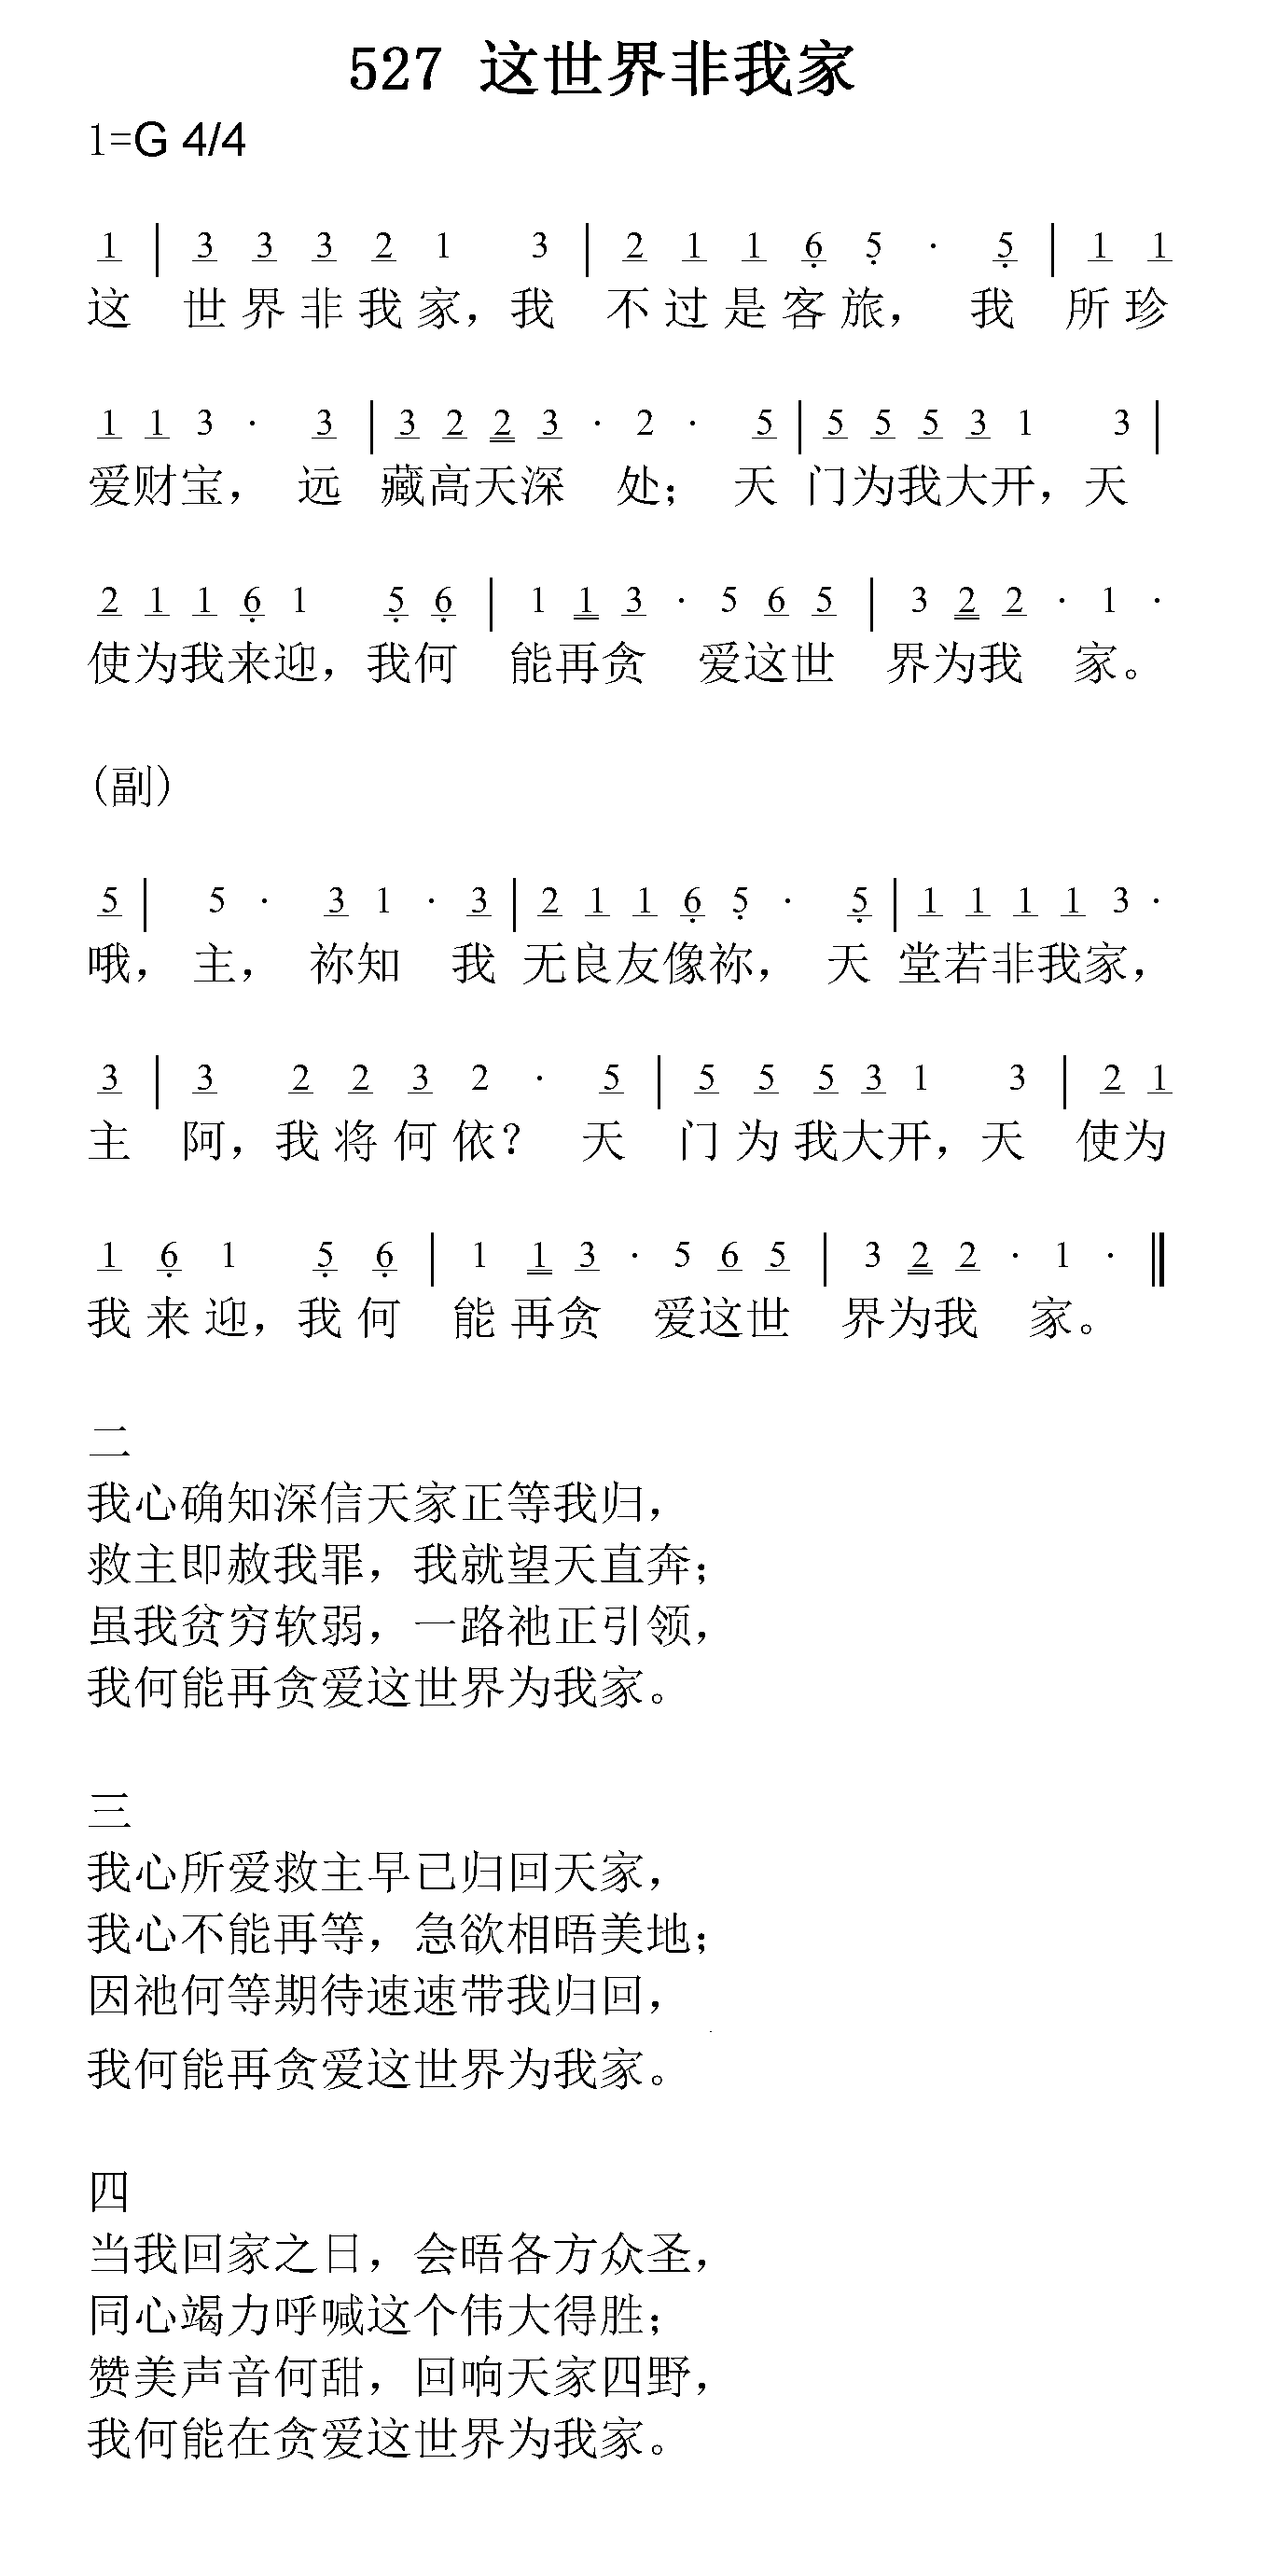 527 这世界非我家
1=G 4/4
1 | 3 3 3 2 1 3 | 2 1 1 6 5 · 5 | 1 1
这 世 界 非 我 家，我 不 过 是 客 旅， 我 所 珍
1 1 3 · 3 | 3 2 2 3 · 2 · 5 | 5 5 5 3 1 3 |
爱财宝， 远 藏高天深 处； 天 门为我大开，天
2 1 1 6 1 5 6 | 1 1 3 · 5 6 5 | 3 2 2 · 1 ·
使为我来迎，我何 能再贪 爱这世 界为我 家。
(副)
5 | 5 · 3 1 · 3 | 2 1 1 6 5 · 5 | 1 1 1 1 3 ·
哦， 主， 祢知 我 无良友像祢， 天 堂若非我家，
3 | 3 2 2 3 2 · 5 | 5 5 5 3 1 3 | 2 1
主 阿，我 将 何 依？ 天 门 为 我大开，天 使为
1 6 1 5 6 | 1 1 3 · 5 6 5 | 3 2 2 · 1 · ‖
我 来 迎，我 何 能 再贪 爱这世 界为我 家。
二
我心确知深信天家正等我归，
救主即赦我罪，我就望天直奔；
虽我贫穷软弱，一路祂正引领，
我何能再贪爱这世界为我家。
三
我心所爱救主早已归回天家，
我心不能再等，急欲相晤美地；
因祂何等期待速速带我归回，
我何能再贪爱这世界为我家。
四
当我回家之日，会晤各方众圣，
同心竭力呼喊这个伟大得胜；
赞美声音何甜，回响天家四野，
我何能在贪爱这世界为我家。